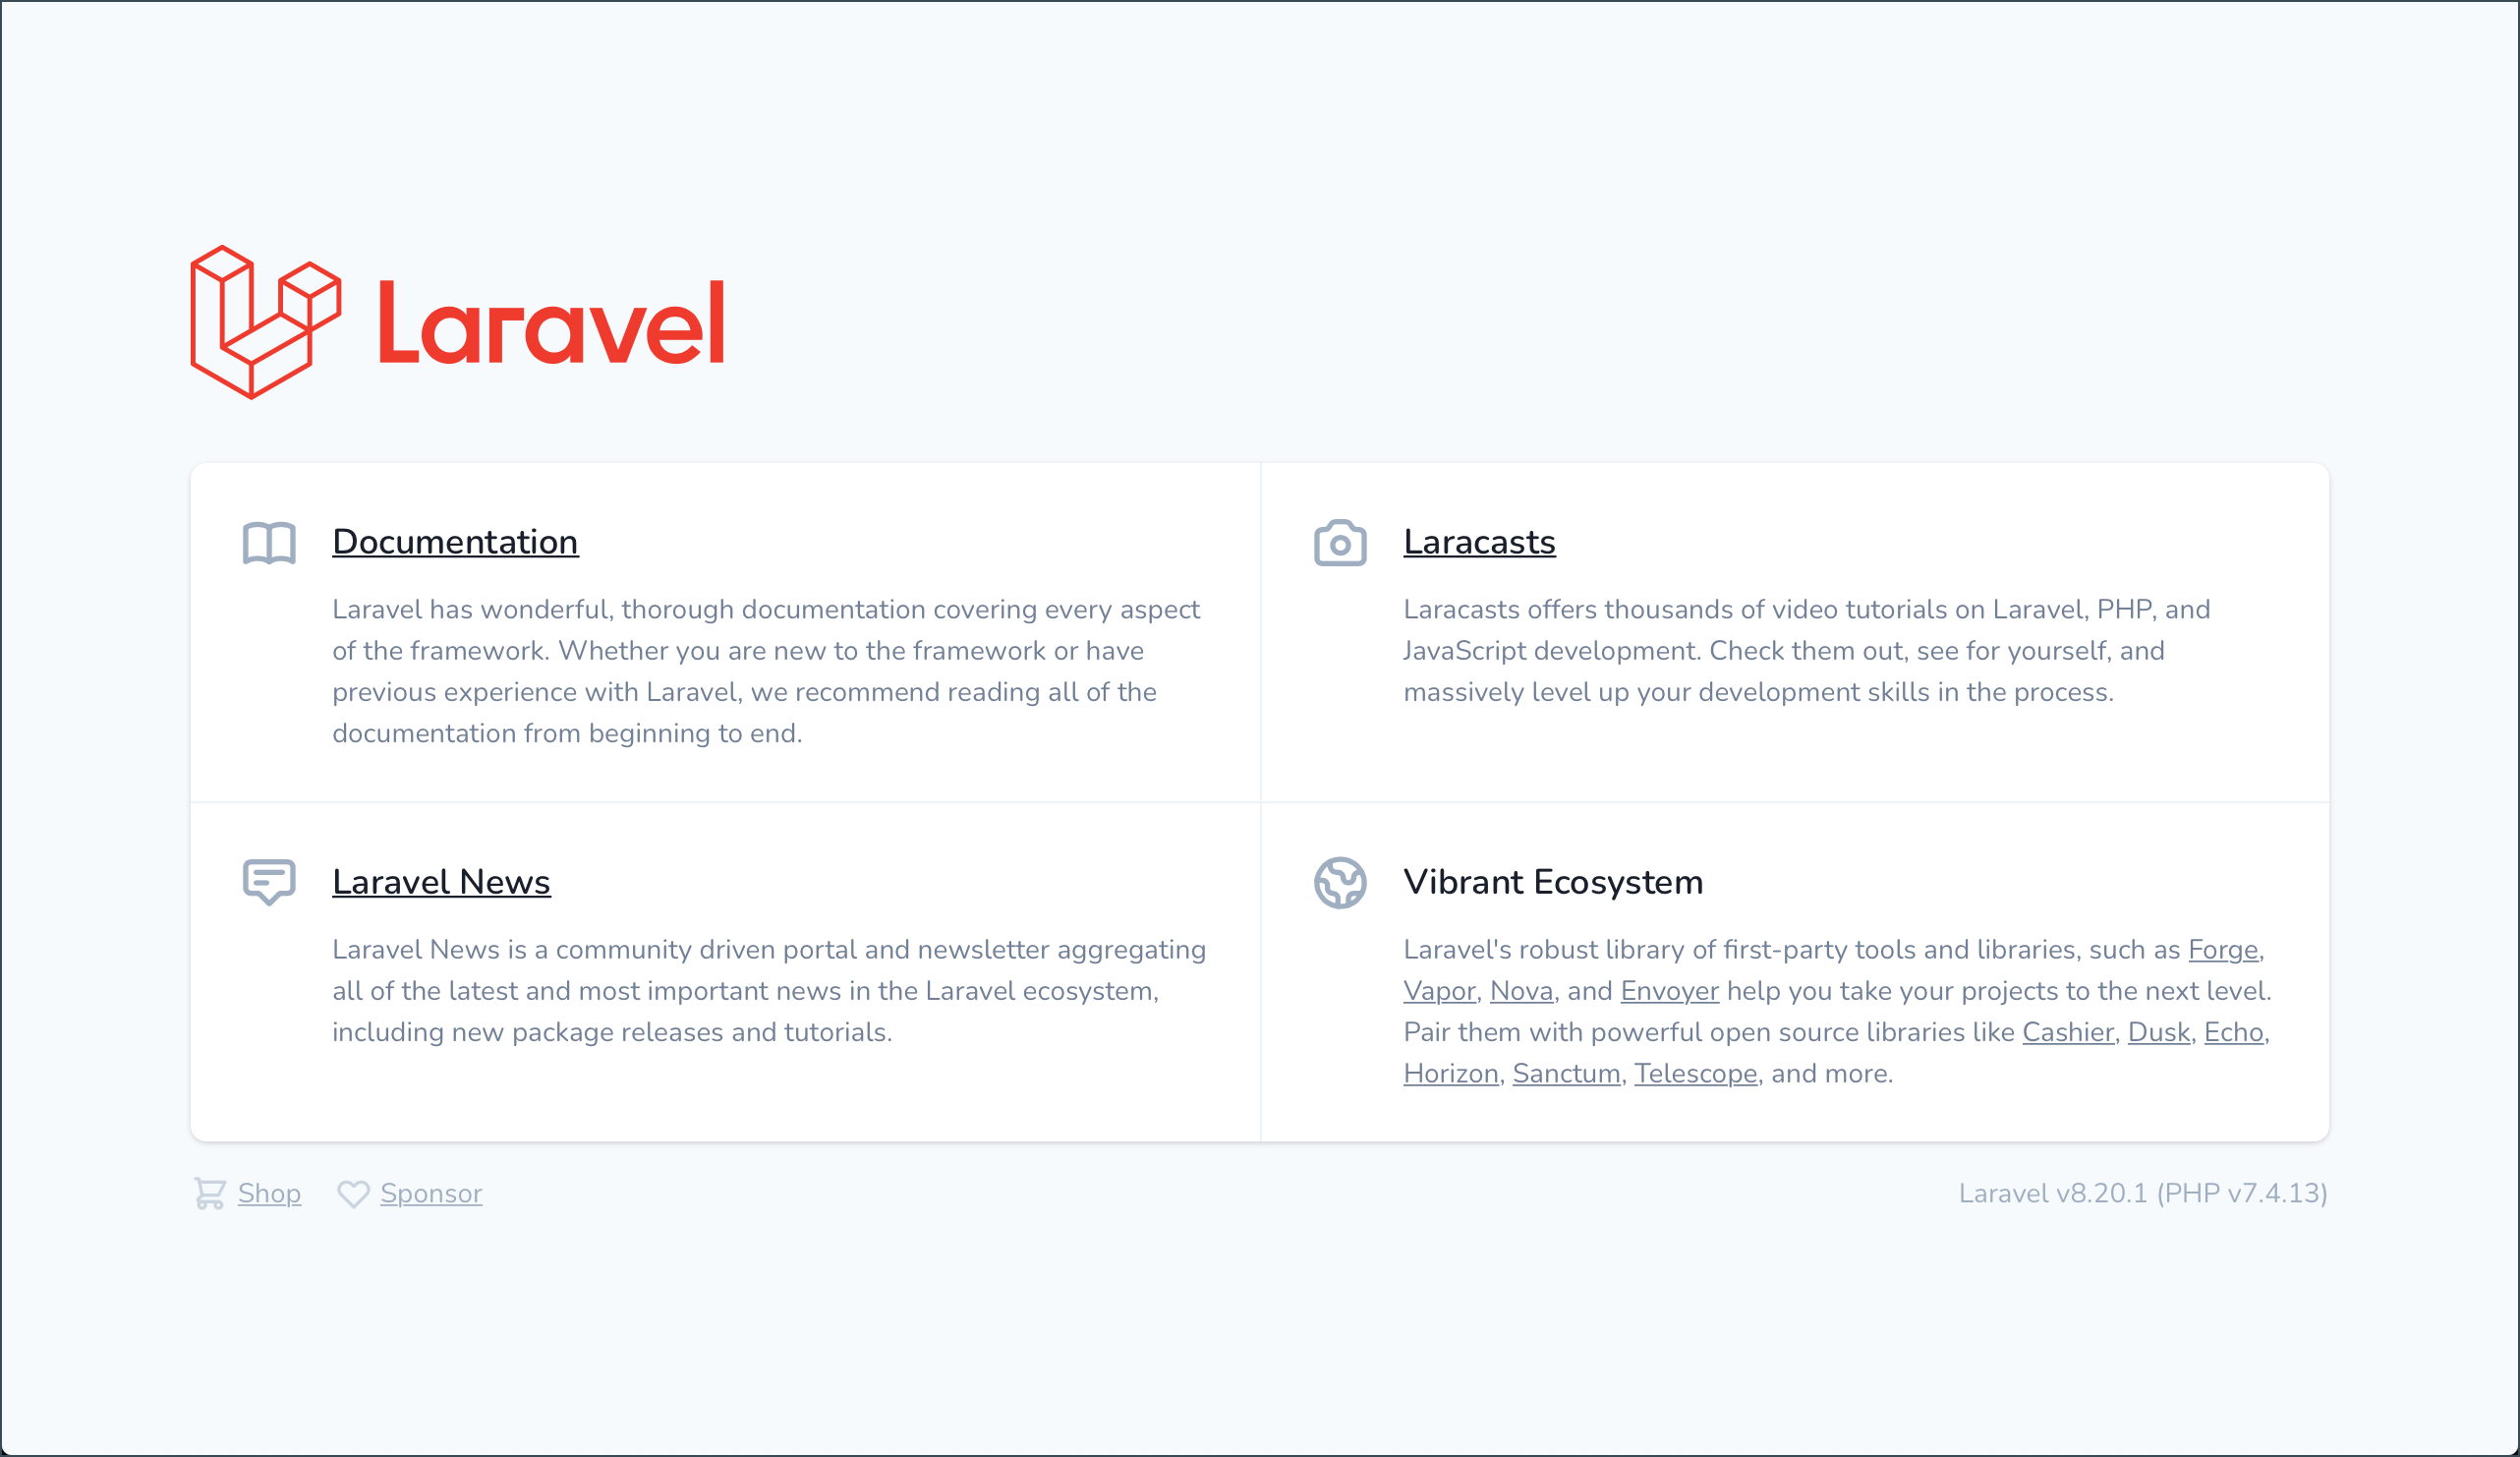 Laravel
Documentation
Laravel has wonderful, thorough documentation covering every aspect
of the framework. Whether you are new to the framework or have
previous experience with Laravel, we recommend reading all of the
documentation from beginning to end.
Laracasts
Laracasts offers thousands of video tutorials on Laravel, PHP, and
JavaScript development. Check them out, see for yourself, and
massively level up your development skills in the process.
Laravel News
Laravel News is a community driven portal and newsletter aggregating
all of the latest and most important news in the Laravel ecosystem,
including new package releases and tutorials.
Vibrant Ecosystem
Laravel's robust library of first-party tools and libraries, such as Forge,
Vapor, Nova, and Envoyer help you take your projects to the next level.
Pair them with powerful open source libraries like Cashier, Dusk, Echo,
Horizon, Sanctum, Telescope, and more.
Shop Sponsor
Laravel v8.20.1 (PHP v7.4.13)